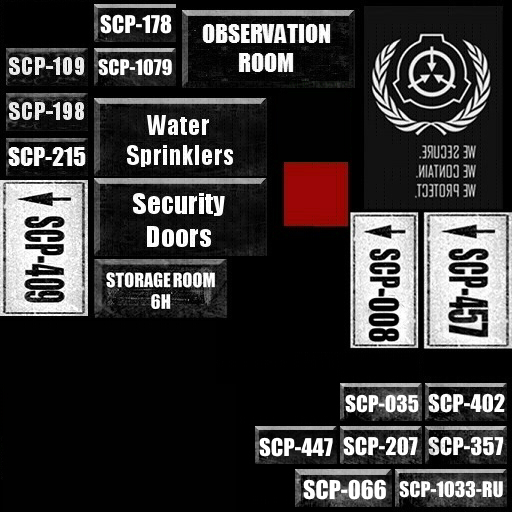 SCP-178
OBSERVATION
ROOM
SCP-109
SCP-1079
SCP-198
SCP-215
Water
Sprinklers
WE SECURE.
WE CONTAIN.
WE PROTECT.
Security
Doors
SCP-409
SCP-008
SCP-457
STORAGE ROOM
6H
SCP-035
SCP-402
SCP-447
SCP-207
SCP-357
SCP-066
SCP-1033-RU